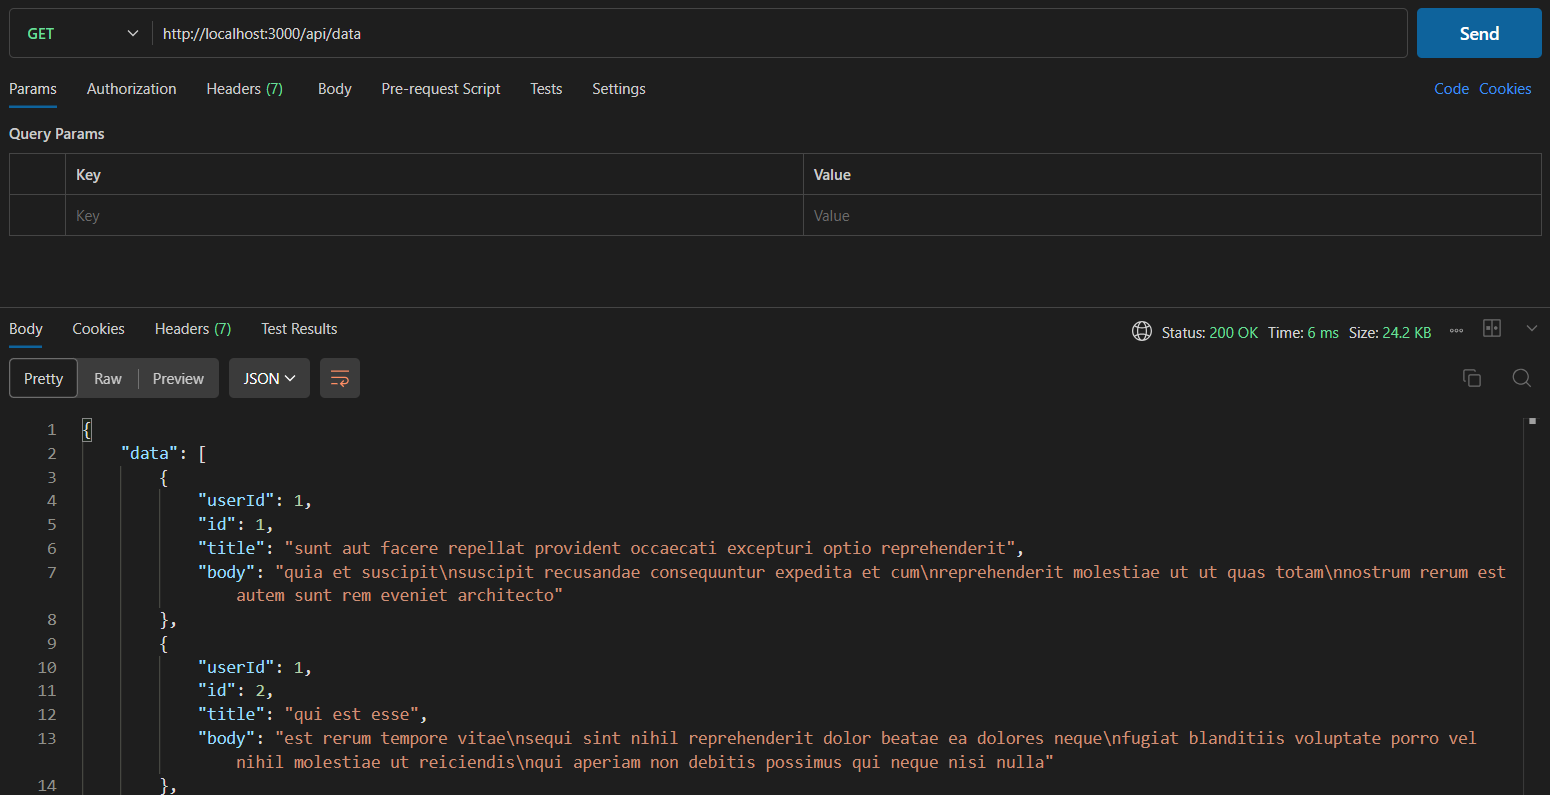 GET http://localhost:3000/api/data Send
Params Authorization Headers (7) Body Pre-request Script Tests Settings Code Cookies
Query Params
Key Value
Key Value
Body Cookies Headers (7) Test Results Status: 200 OK Time: 6 ms Size: 24.2 KB
Pretty Raw Preview JSON
1 {
2 "data": [
3 {
4 "userId": 1,
5 "id": 1,
6 "title": "sunt aut facere repellat provident occaecati excepturi optio reprehenderit",
7 "body": "quia et suscipit\nsuscipit recusandae consequuntur expedita et cum\nreprehenderit molestiae ut ut quas totam\nnostrum rerum est
autem sunt rem eveniet architecto"
8 },
9 {
10 "userId": 1,
11 "id": 2,
12 "title": "qui est esse",
13 "body": "est rerum tempore vitae\nsequi sint nihil reprehenderit dolor beatae ea dolores neque\nfugiat blanditiis voluptate porro vel
nihil molestiae ut reiciendis\nqui aperiam non debitis possimus qui neque nisi nulla"
14 },